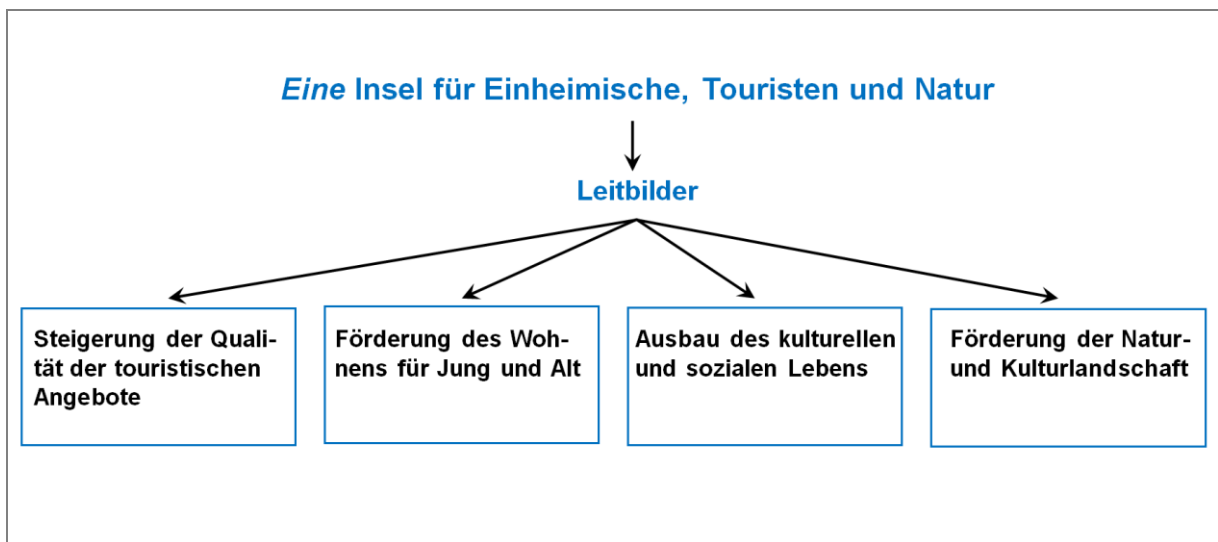 Eine Insel für Einheimische, Touristen und Natur
Leitbilder
Steigerung der Quali-
tät der touristischen
Angebote
Förderung des Woh-
nens für Jung und Alt
Ausbau des kulturellen
und sozialen Lebens
Förderung der Natur-
und Kulturlandschaft